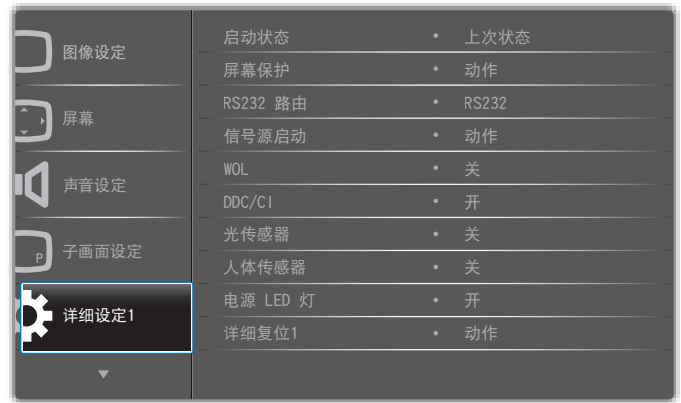 图像设定
屏幕
声音设定
P
子画面设定
详细设定1
启动状态 • 上次状态
屏幕保护 • 动作
RS232 路由 • RS232
信号源启动 • 动作
WOL • 关
DDC/CI • 开
光传感器 • 关
人体传感器 • 关
电源 LED 灯 • 开
详细复位1 • 动作